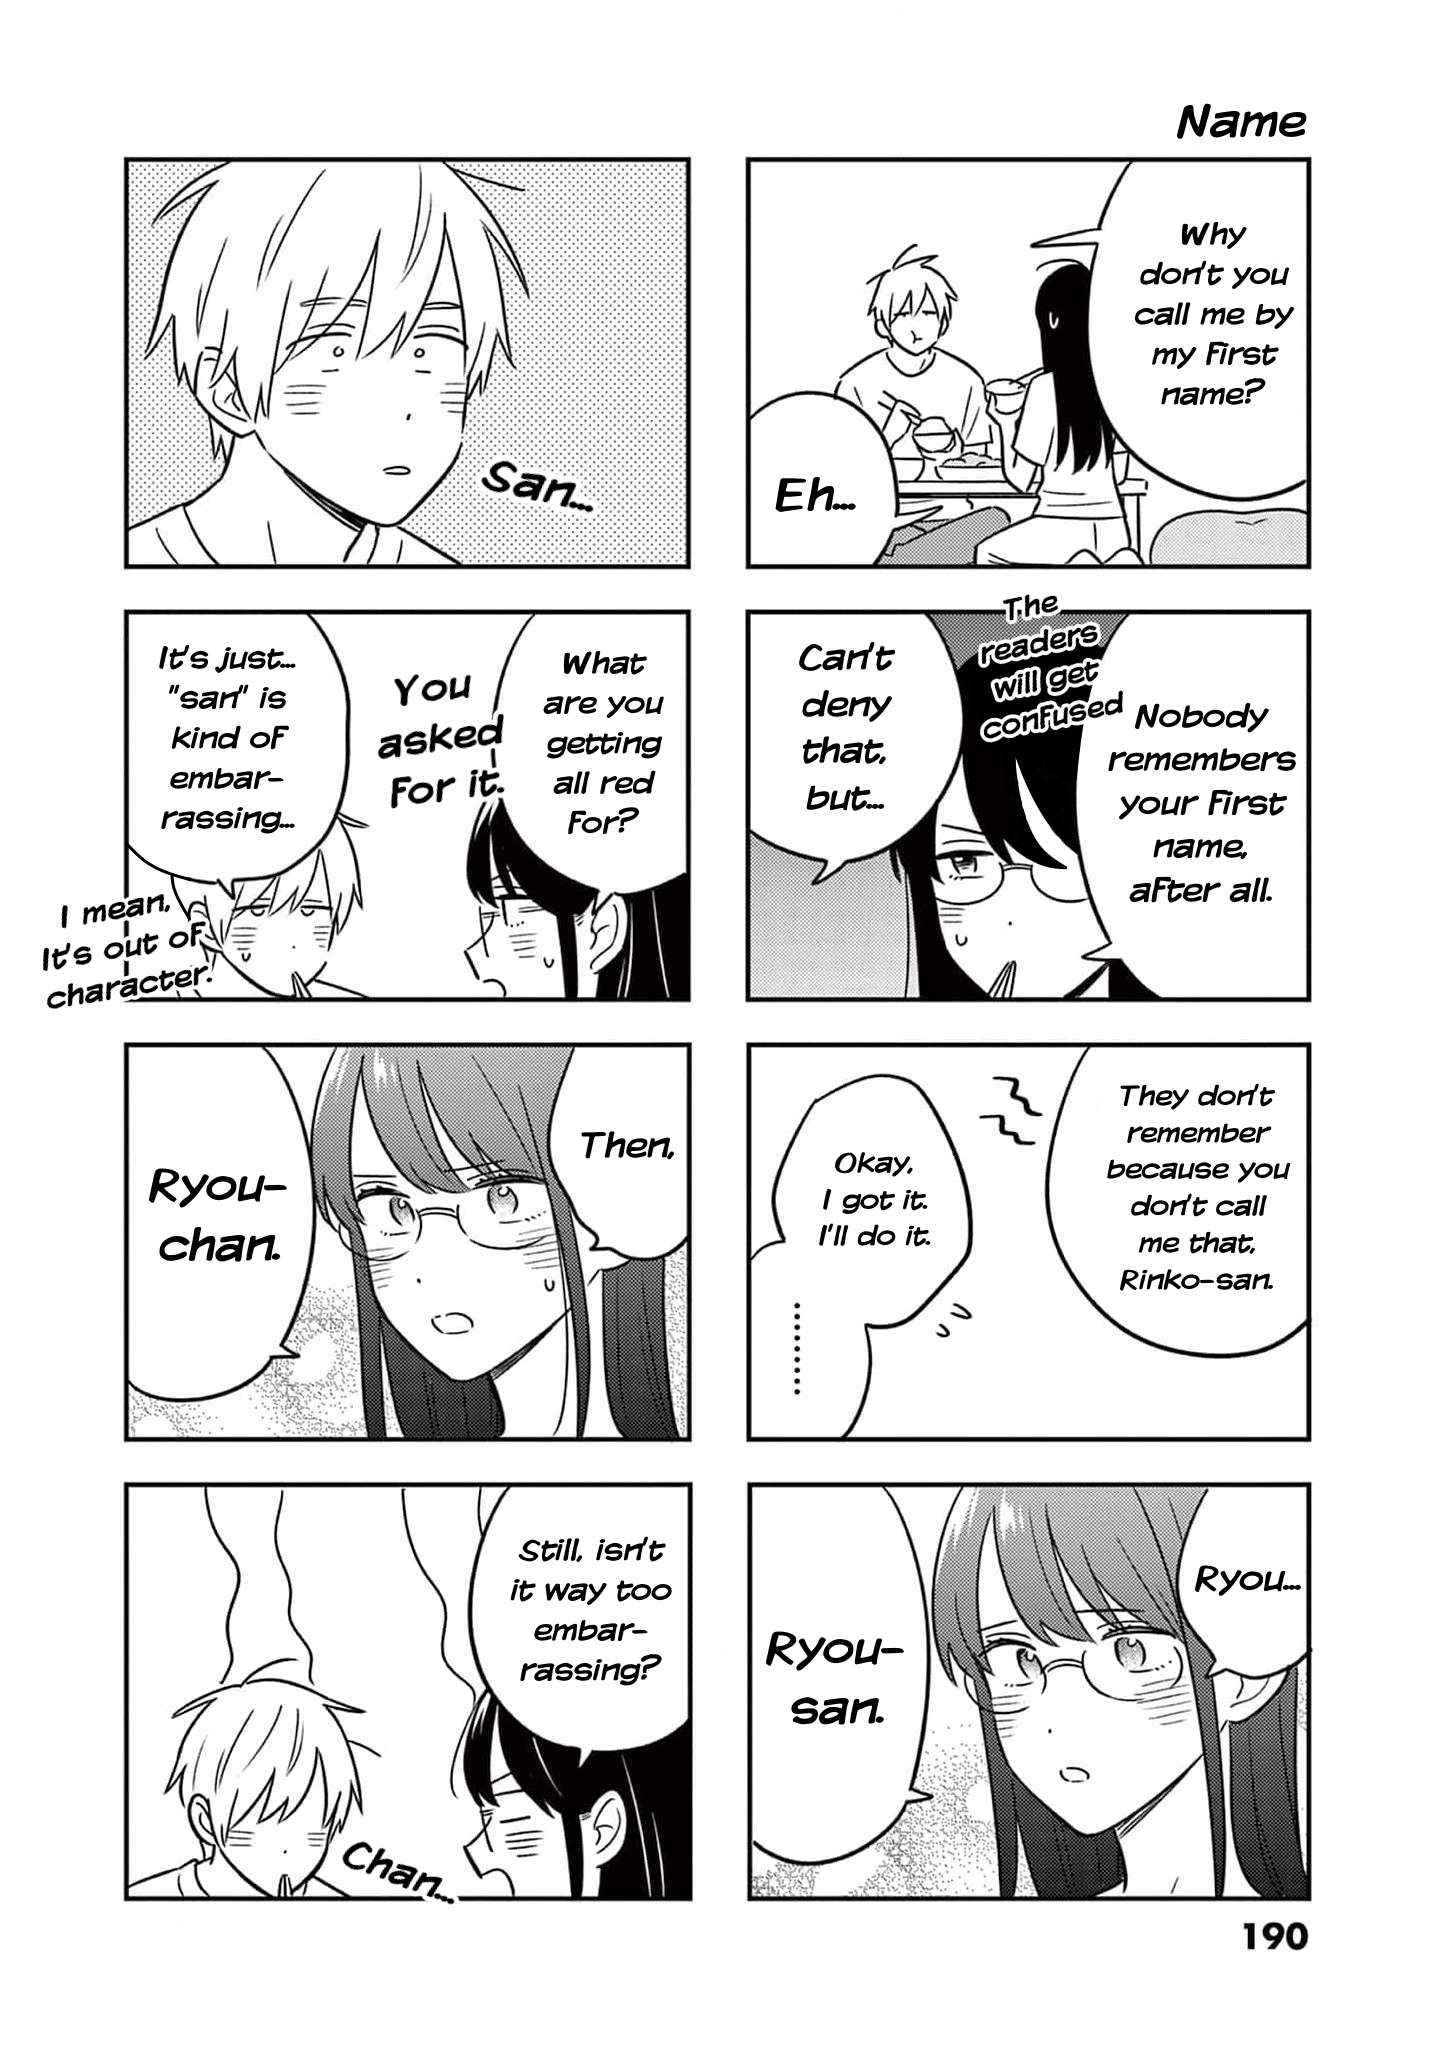 Name
Why
don't you
call me by
my first
name?
Eh...
The
readers
will get
confused
Nobody
remembers
your first
name,
after all.
Can't
deny
that,
but...
They don't
remember
because you
don't call
me that,
Rinko-san.
Okay,
I got it.
I'll do it.
.........
Ryou...
Ryou-
san.
San...
What
are you
getting
all red
for?
You
asked
for it.
It's just...
"san" is
kind of
embar-
rassing...
I mean,
it's out of
character.
Then,
Ryou-
chan.
Still, isn't
it way too
embar-
rassing?
Chan...
190